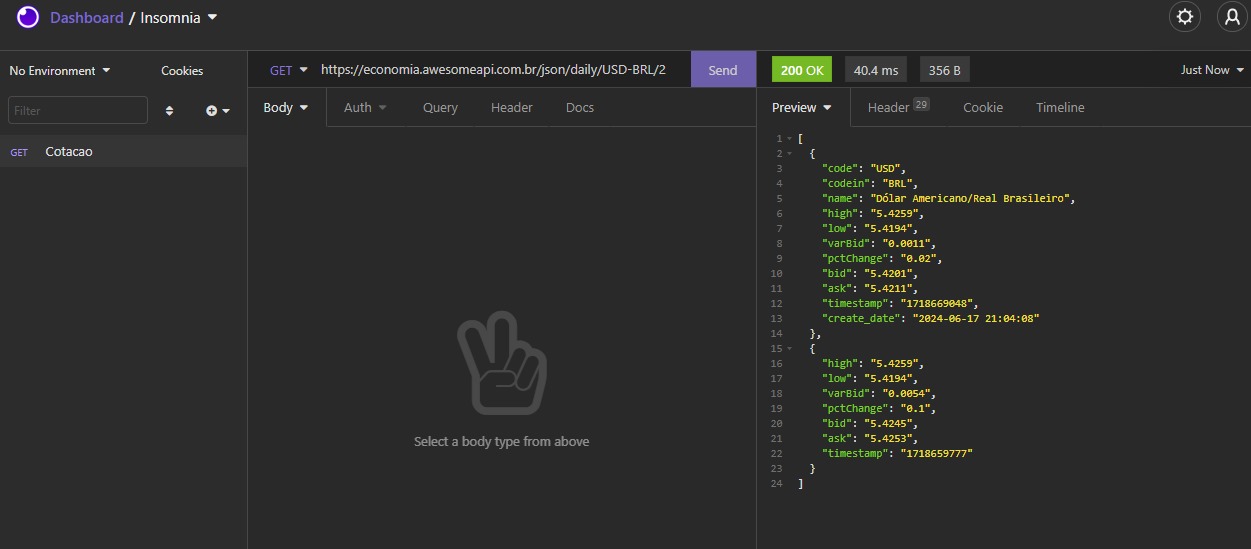 Dashboard / Insomnia
No Environment Cookies
GET https://economia.awesomeapi.com.br/json/daily/USD-BRL/2 Send
200 OK 40.4 ms 356 B Just Now
Filter
Body Auth Query Header Docs
Preview Header 29 Cookie Timeline
GET Cotacao
Select a body type from above
1 [
2 {
3 "code": "USD",
4 "codein": "BRL",
5 "name": "Dólar Americano/Real Brasileiro",
6 "high": "5.4259",
7 "low": "5.4194",
8 "varBid": "0.0011",
9 "pctChange": "0.02",
10 "bid": "5.4201",
11 "ask": "5.4211",
12 "timestamp": "1718669048",
13 "create_date": "2024-06-17 21:04:08"
14 },
15 {
16 "high": "5.4259",
17 "low": "5.4194",
18 "varBid": "0.0054",
19 "pctChange": "0.1",
20 "bid": "5.4245",
21 "ask": "5.4253",
22 "timestamp": "1718659777"
23 }
24 ]